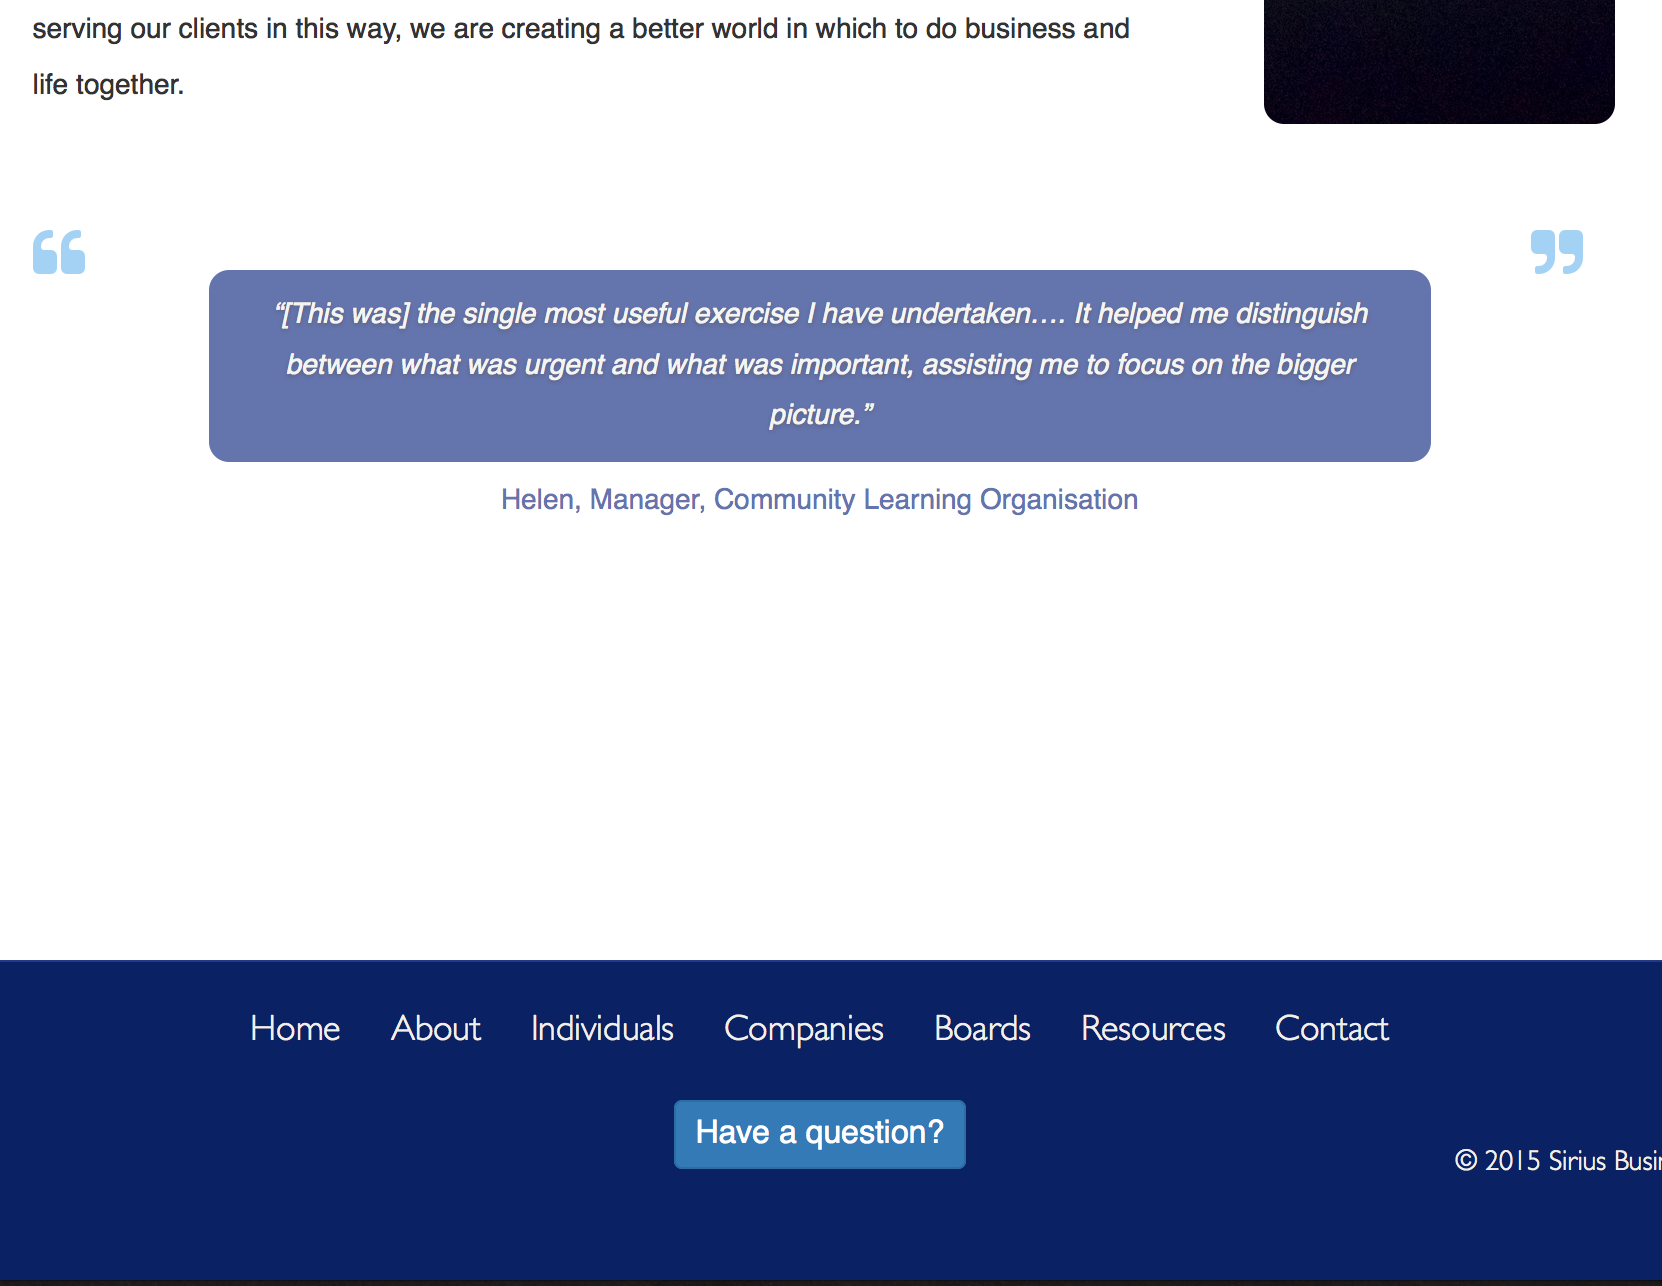 serving our clients in this way, we are creating a better world in which to do business and
life together.
“[This was] the single most useful exercise I have undertaken…. It helped me distinguish
between what was urgent and what was important, assisting me to focus on the bigger
picture.”
Helen, Manager, Community Learning Organisation
Home About Individuals Companies Boards Resources Contact
Have a question?
© 2015 Sirius